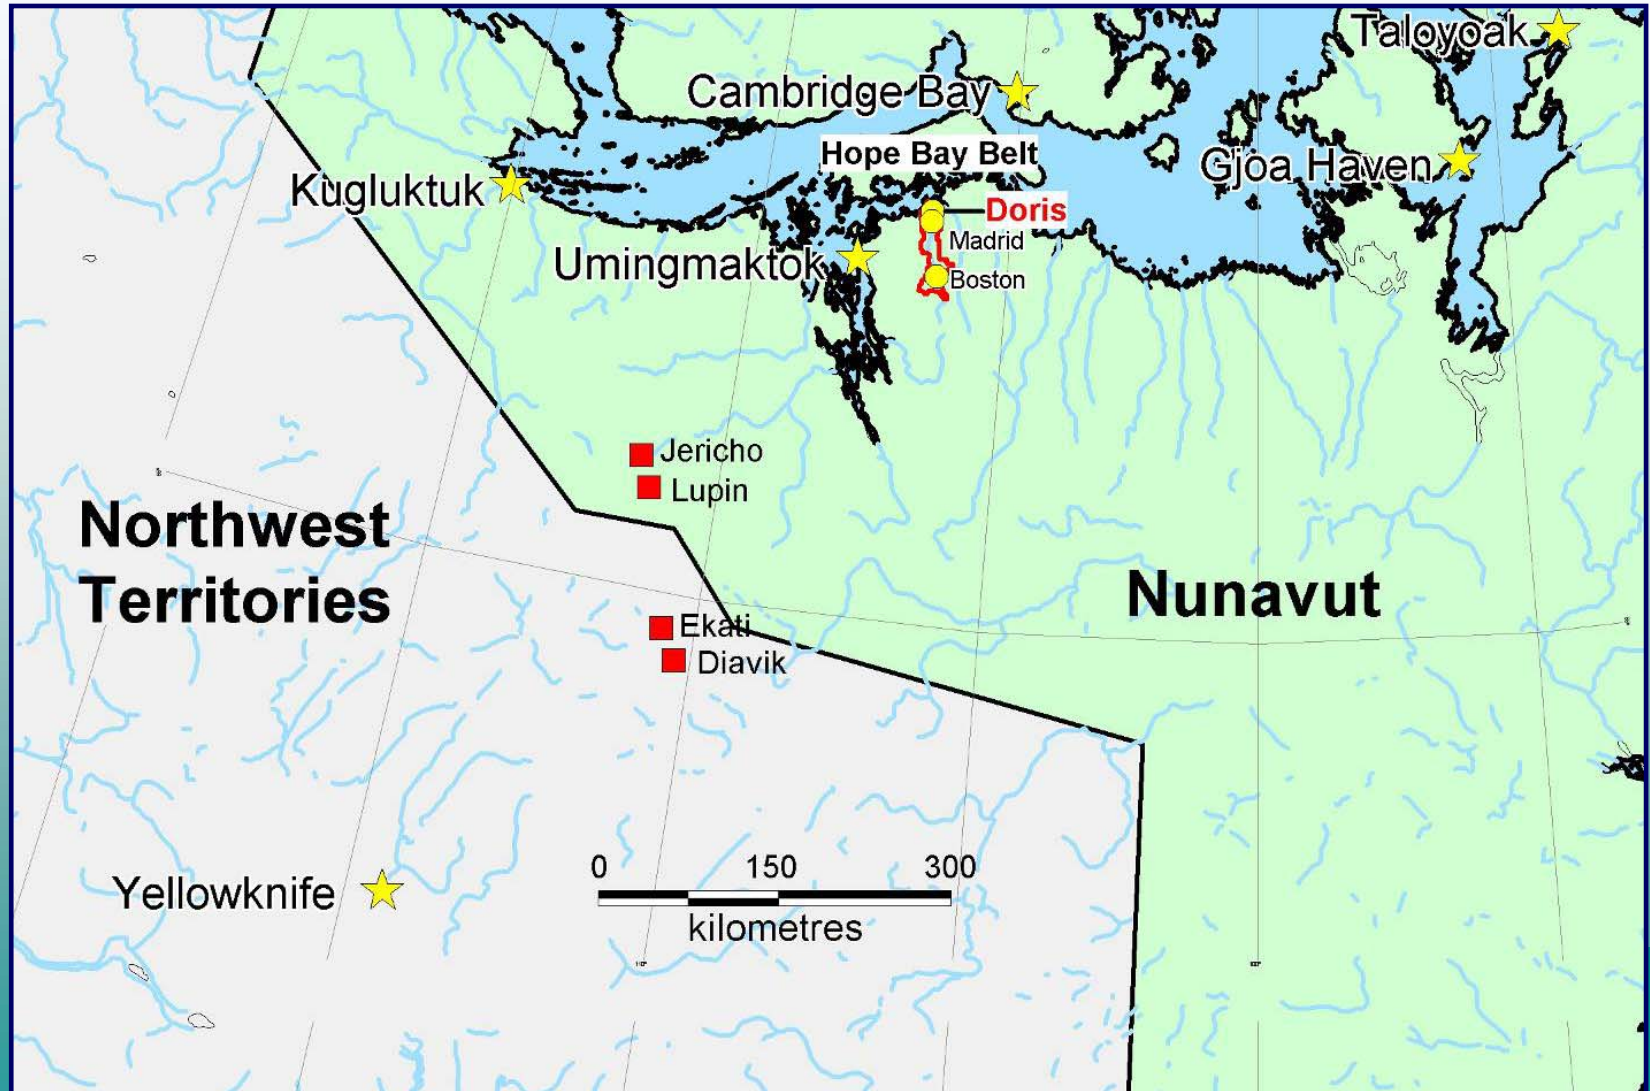 Taloyoak
Cambridge Bay
Hope Bay Belt
Gjoa Haven
Kugluktuk
Doris
Madrid
Umingmaktok
Boston
Jericho
Lupin
Northwest
Territories
Nunavut
Ekati
Diavik
0 150 300
kilometres
Yellowknife